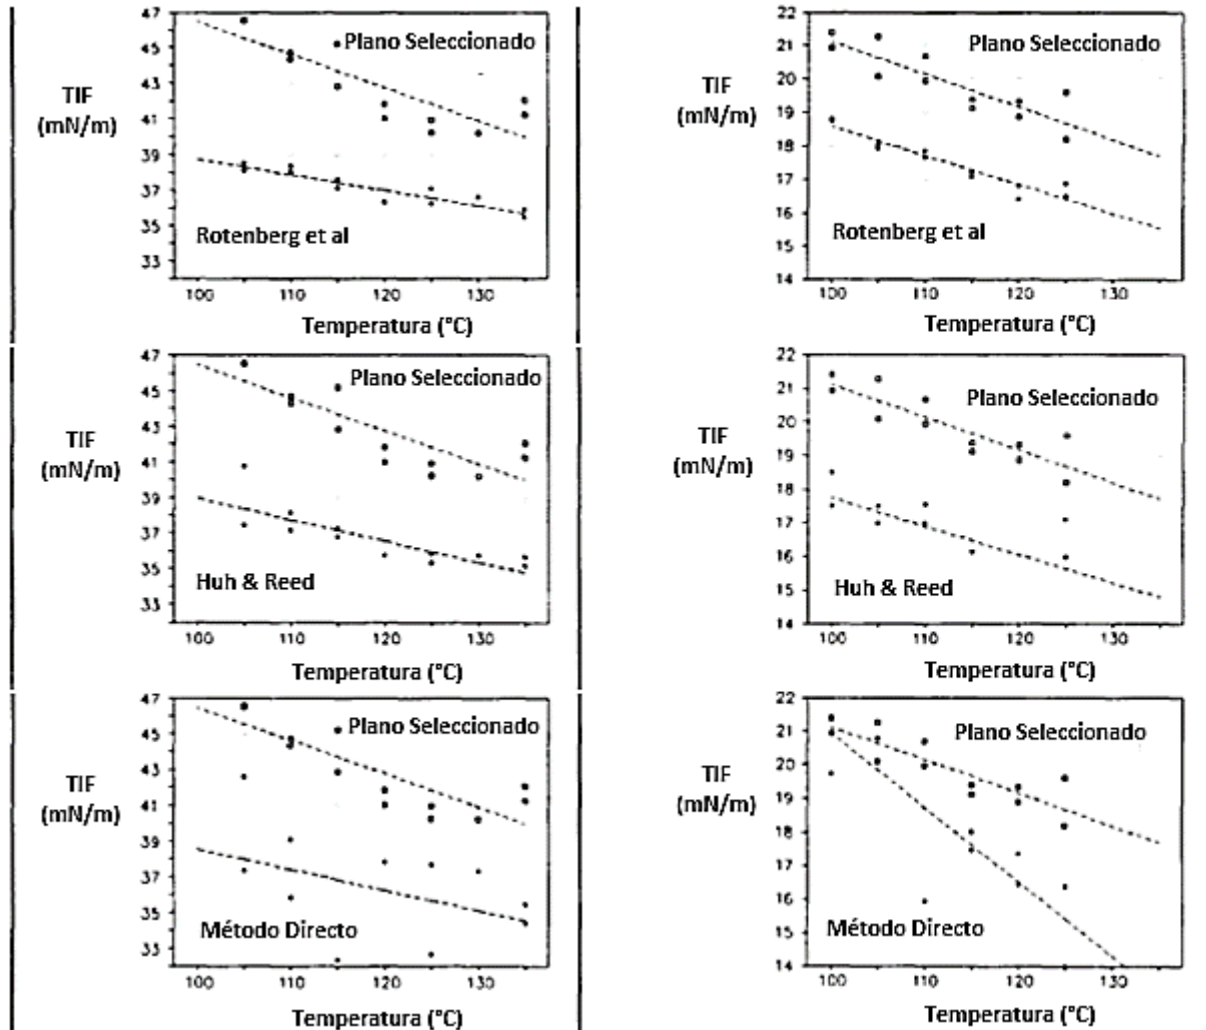 47
45
43
41
39
37
35
33
TIF
(mN/m)
Plano Seleccionado
Rotenberg et al
100 110 120 130
Temperatura (°C)
22
21
20
19
18
17
16
15
14
TIF
(mN/m)
Plano Seleccionado
Rotenberg et al
100 110 120 130
Temperatura (°C)
47
45
43
41
39
37
35
33
TIF
(mN/m)
Plano Seleccionado
Huh & Reed
100 110 120 130
Temperatura (°C)
22
21
20
19
18
17
16
15
14
TIF
(mN/m)
Plano Seleccionado
Huh & Reed
100 110 120 130
Temperatura (°C)
47
45
43
41
39
37
35
33
TIF
(mN/m)
Plano Seleccionado
Método Directo
100 110 120 130
Temperatura (°C)
22
21
20
19
18
17
16
15
14
TIF
(mN/m)
Plano Seleccionado
Método Directo
100 110 120 130
Temperatura (°C)